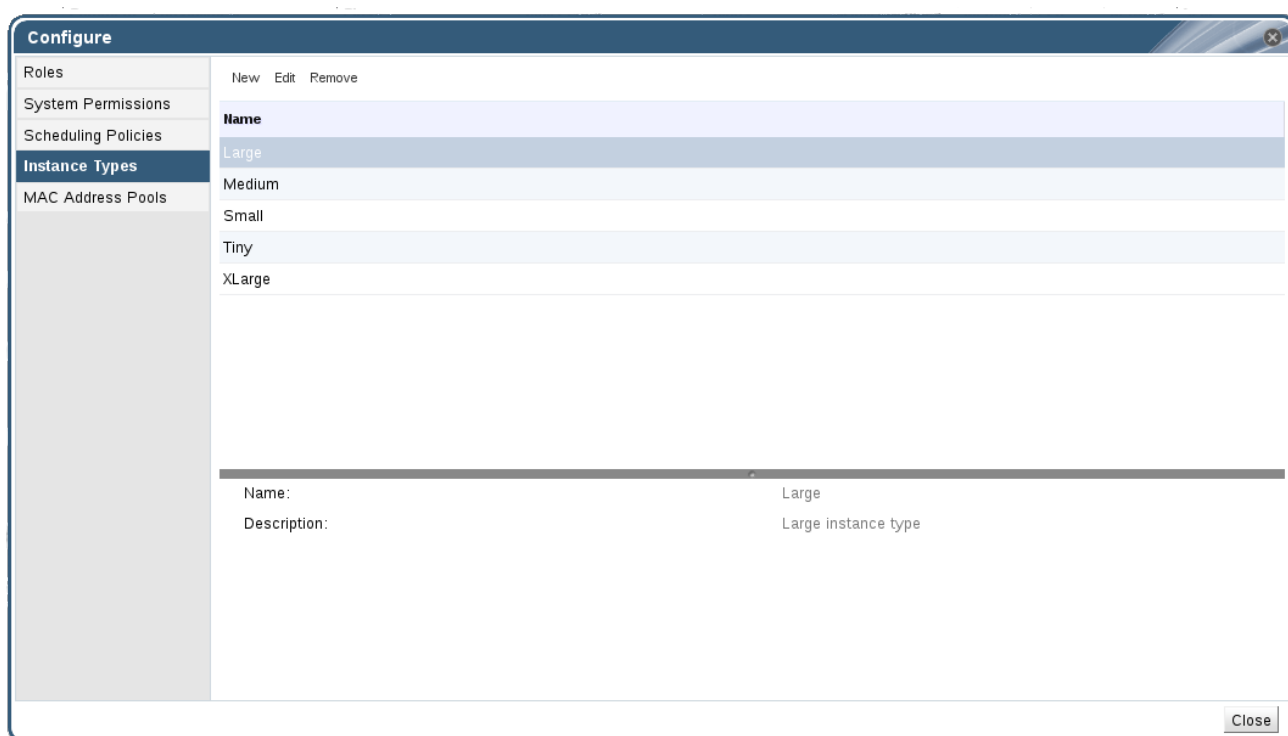 Configure
Roles
System Permissions
Scheduling Policies
Instance Types
MAC Address Pools
New Edit Remove
Name
Large
Medium
Small
Tiny
XLarge
Name: Large
Description: Large instance type
Close